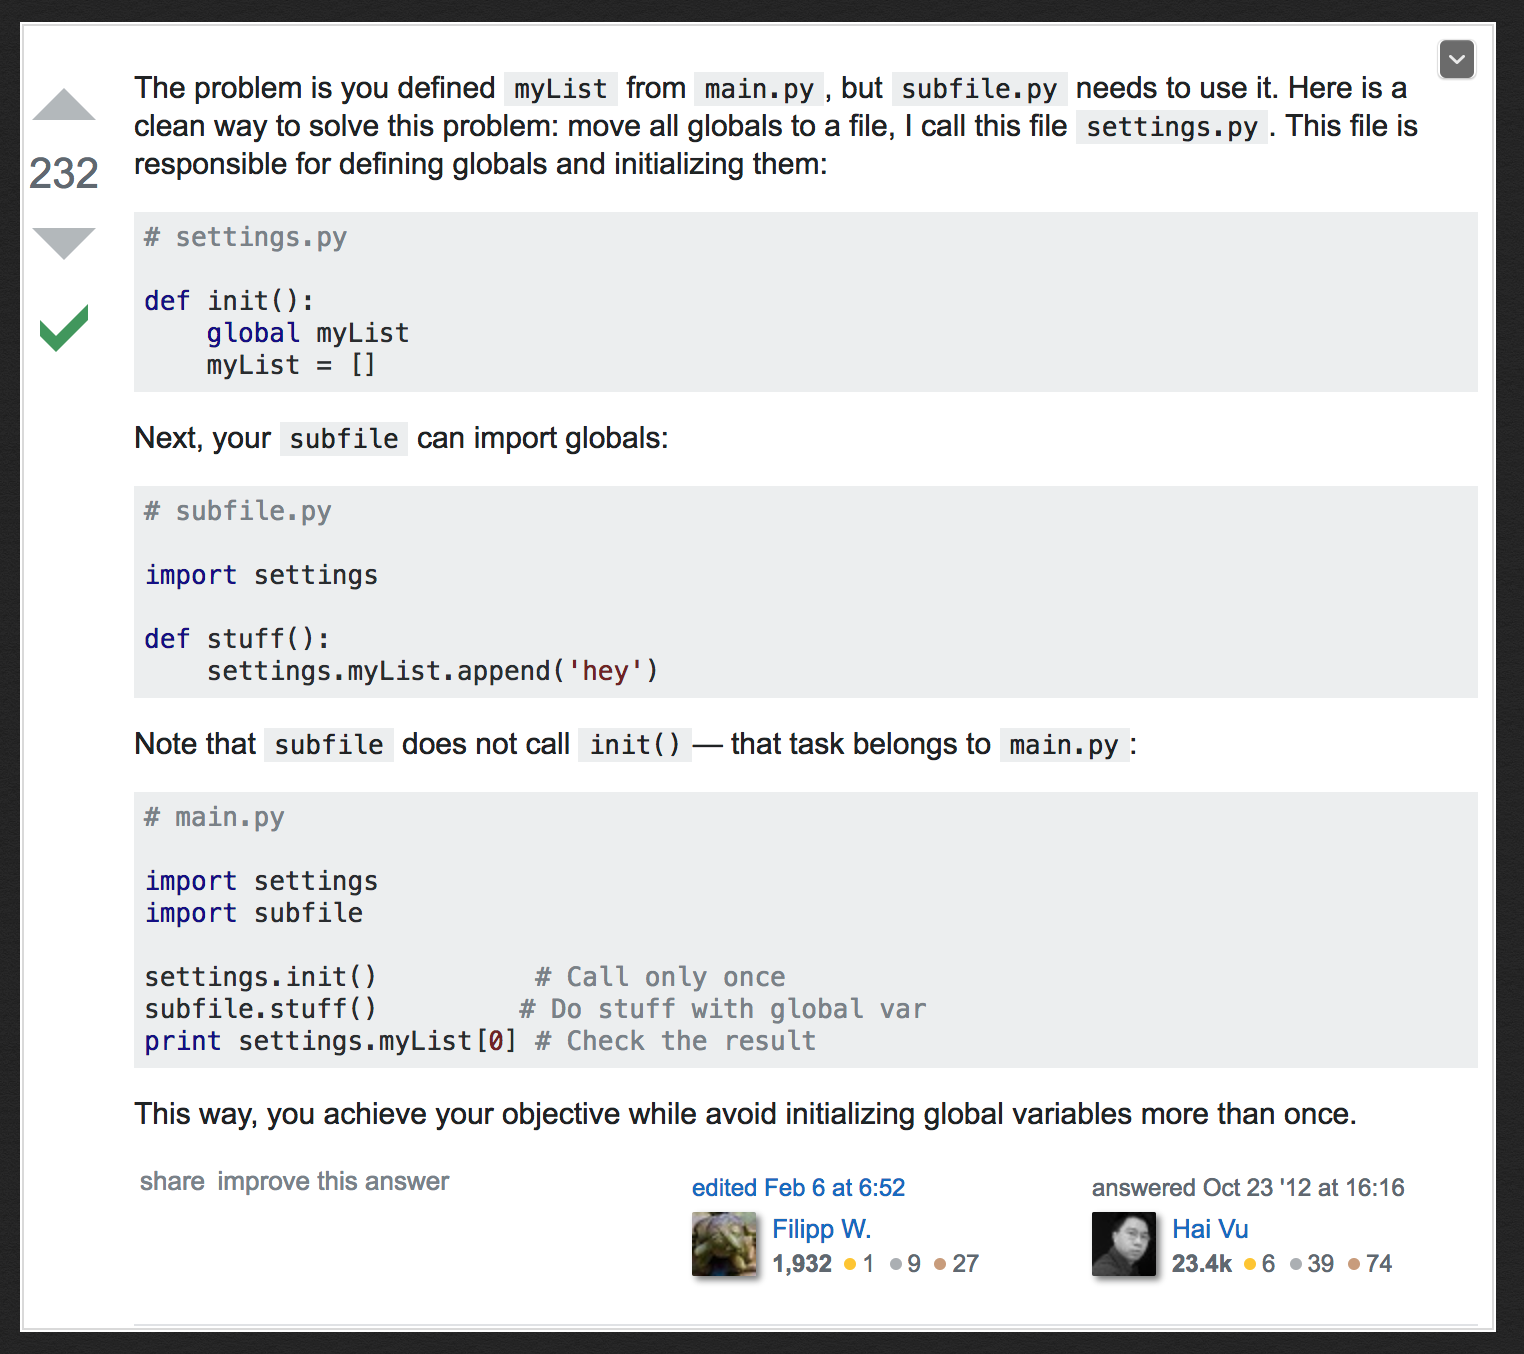 The problem is you defined myList from main.py, but subfile.py needs to use it. Here is a
clean way to solve this problem: move all globals to a file, I call this file settings.py. This file is
232
responsible for defining globals and initializing them:
# settings.py
def init():
    global myList
    myList = []
Next, your subfile can import globals:
# subfile.py
import settings
def stuff():
    settings.myList.append('hey')
Note that subfile does not call init() — that task belongs to main.py:
# main.py
import settings
import subfile
settings.init()          # Call only once
subfile.stuff()         # Do stuff with global var
print settings.myList[0] # Check the result
This way, you achieve your objective while avoid initializing global variables more than once.
share improve this answer
edited Feb 6 at 6:52
Filipp W.
1,932 1 9 27
answered Oct 23 '12 at 16:16
Hai Vu
23.4k 6 39 74